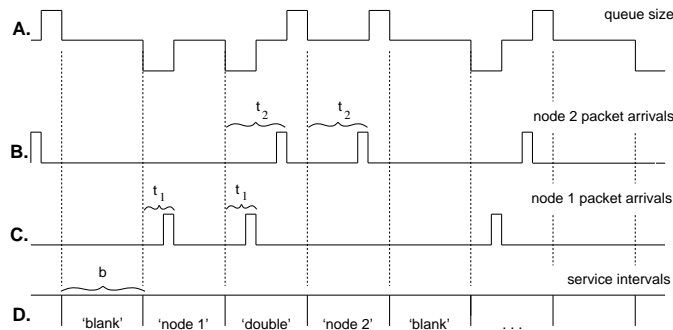 A.
queue size
t2
t2
node 2 packet arrivals
B.
t1
t1
node 1 packet arrivals
C.
b
service intervals
D.
'blank'
'node 1'
'double'
'node 2'
'blank'
. . .